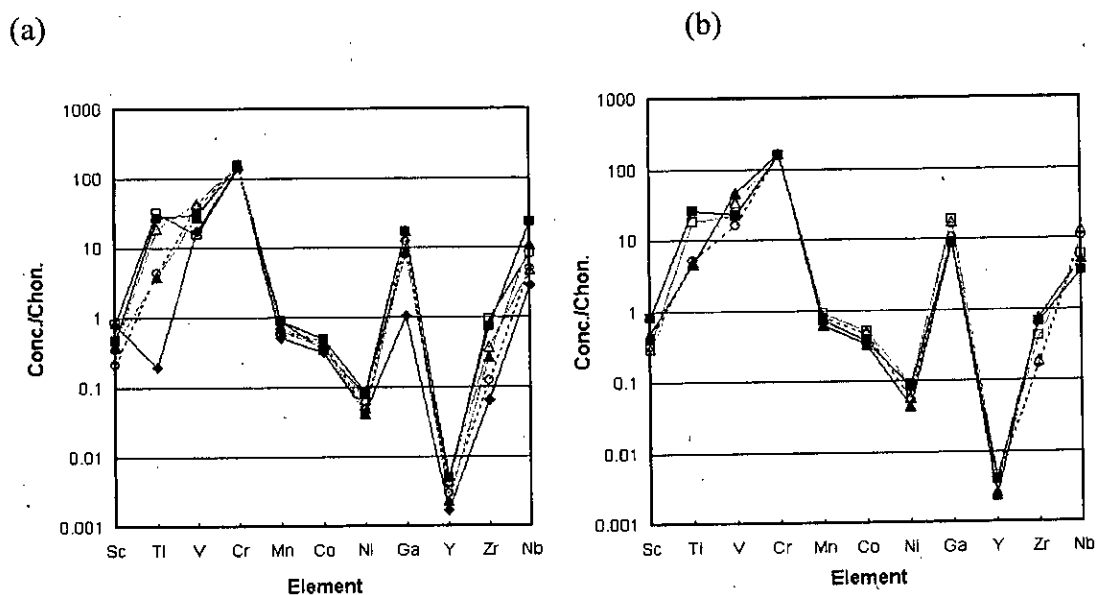 (a)
1000
100
10
1
0.1
0.01
0.001
Conc./Chon.
Sc Ti V Cr Mn Co Ni Ga Y Zr Nb
Element
(b)
1000
100
10
1
0.1
0.01
0.001
Conc./Chon.
Sc Ti V Cr Mn Co Ni Ga Y Zr Nb
Element